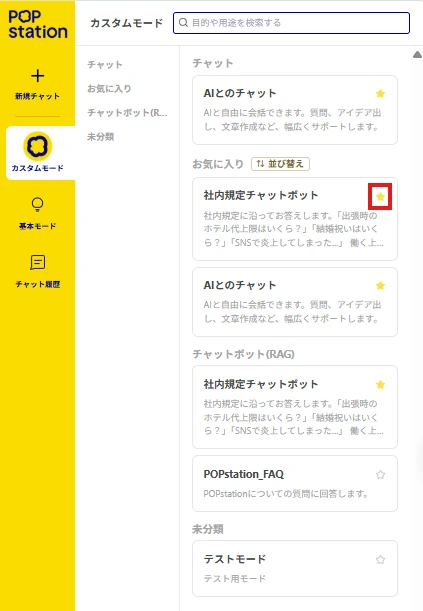 POP
station
新規チャット
カスタムモード
基本モード
チャット履歴
カスタムモード
目的や用途を検索する
チャット
お気に入り
チャットボット(R...
未分類
チャット
AIとのチャット
AIと自由に会話できます。質問、アイデア出
し、文章作成など、幅広くサポートします。
お気に入り
並び替え
社内規定チャットボット
社内規定に沿ってお答えします。「出張時の
ホテル代上限はいくら？」「結婚祝いはいく
ら？」「SNSで炎上してしまった...」 働く上...
AIとのチャット
AIと自由に会話できます。質問、アイデア出
し、文章作成など、幅広くサポートします。
チャットボット(RAG)
社内規定チャットボット
社内規定に沿ってお答えします。「出張時の
ホテル代上限はいくら？」「結婚祝いはいく
ら？」「SNSで炎上してしまった...」 働く上...
POPstation_FAQ
POPstationについての質問に回答します。
未分類
テストモード
テスト用モード